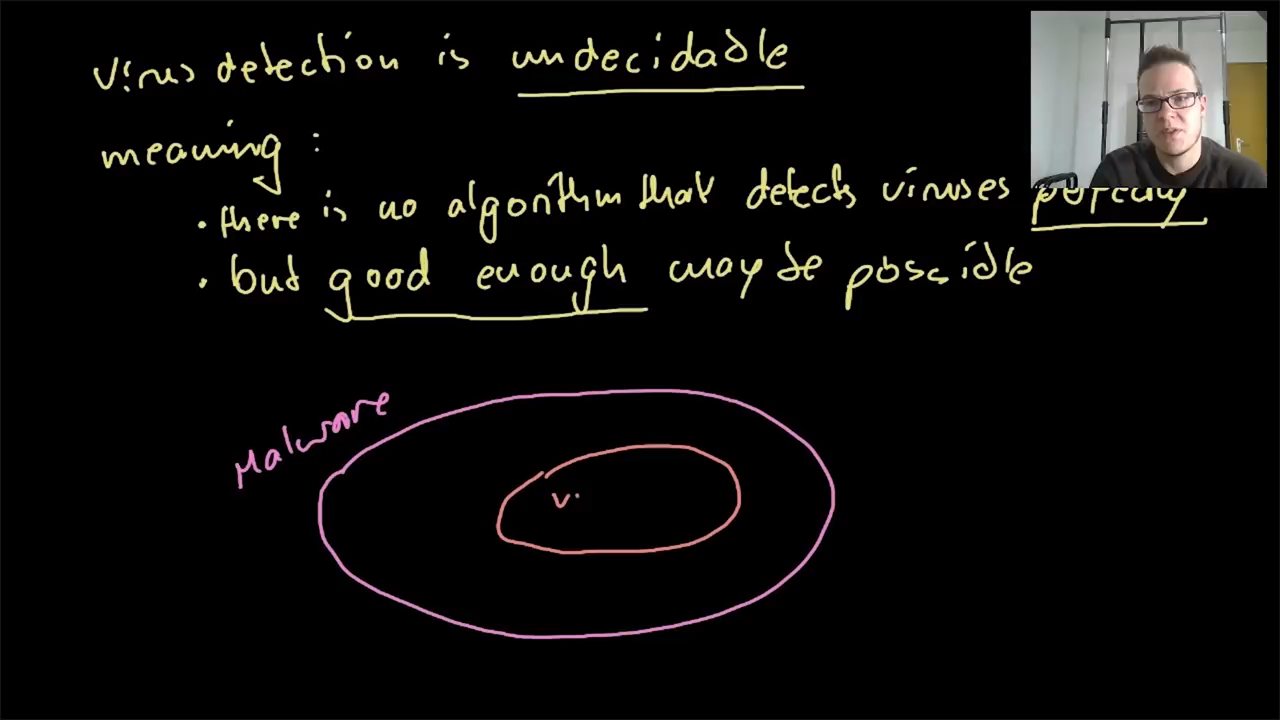 virus detection is undecidable
meaning :
• there is no algorithm that detects viruses perfectly
• but good enough may be possible
Malware
vi